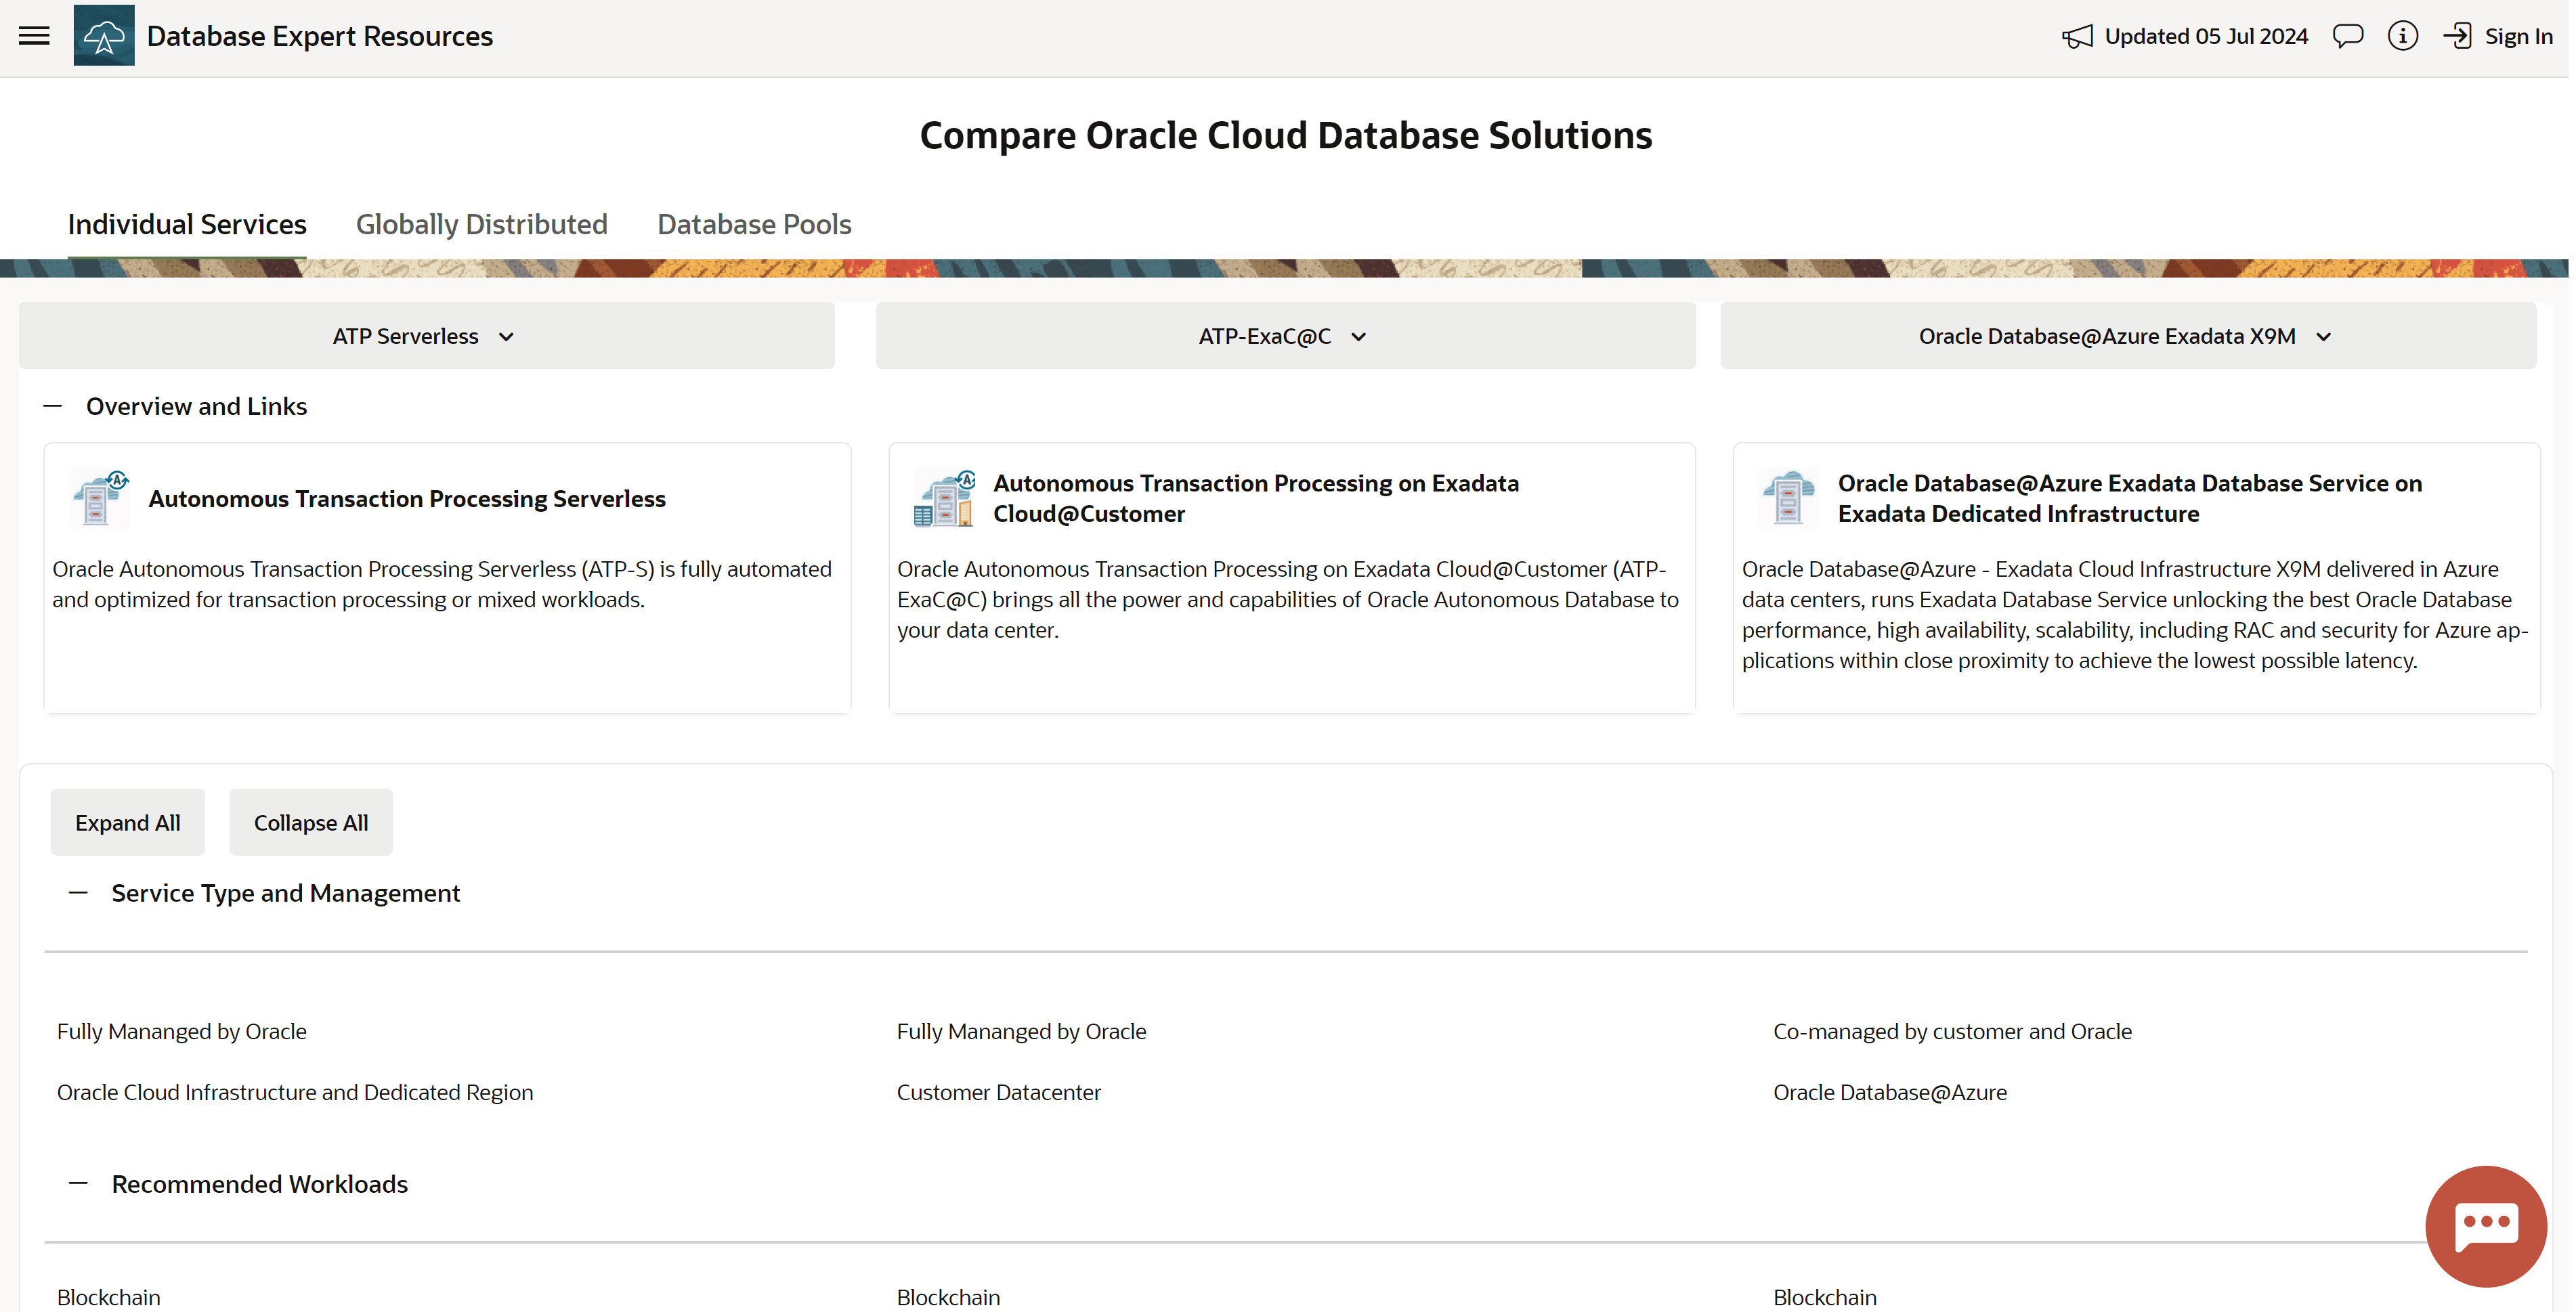 Database Expert Resources
Updated 05 Jul 2024
Sign In
Compare Oracle Cloud Database Solutions
Individual Services
Globally Distributed
Database Pools
ATP Serverless
ATP-ExaC@C
Oracle Database@Azure Exadata X9M
Overview and Links
Autonomous Transaction Processing Serverless
Oracle Autonomous Transaction Processing Serverless (ATP-S) is fully automated
and optimized for transaction processing or mixed workloads.
Autonomous Transaction Processing on Exadata
Cloud@Customer
Oracle Autonomous Transaction Processing on Exadata Cloud@Customer (ATP-
ExaC@C) brings all the power and capabilities of Oracle Autonomous Database to
your data center.
Oracle Database@Azure Exadata Database Service on
Exadata Dedicated Infrastructure
Oracle Database@Azure - Exadata Cloud Infrastructure X9M delivered in Azure
data centers, runs Exadata Database Service unlocking the best Oracle Database
performance, high availability, scalability, including RAC and security for Azure ap-
plications within close proximity to achieve the lowest possible latency.
Expand All
Collapse All
Service Type and Management
Fully Mananged by Oracle
Fully Mananged by Oracle
Co-managed by customer and Oracle
Oracle Cloud Infrastructure and Dedicated Region
Customer Datacenter
Oracle Database@Azure
Recommended Workloads
Blockchain
Blockchain
Blockchain